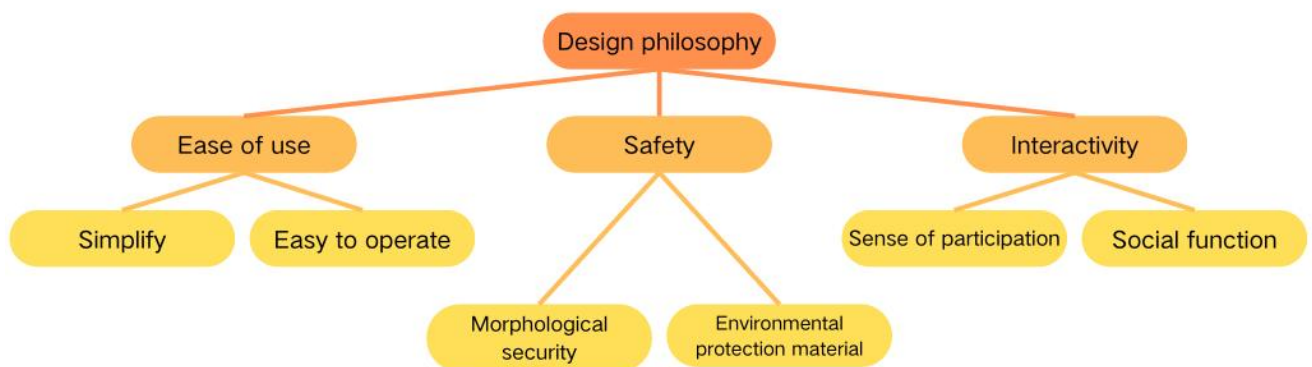 Design philosophy
Ease of use
Safety
Interactivity
Simplify
Easy to operate
Sense of participation
Social function
Morphological
security
Environmental
protection material